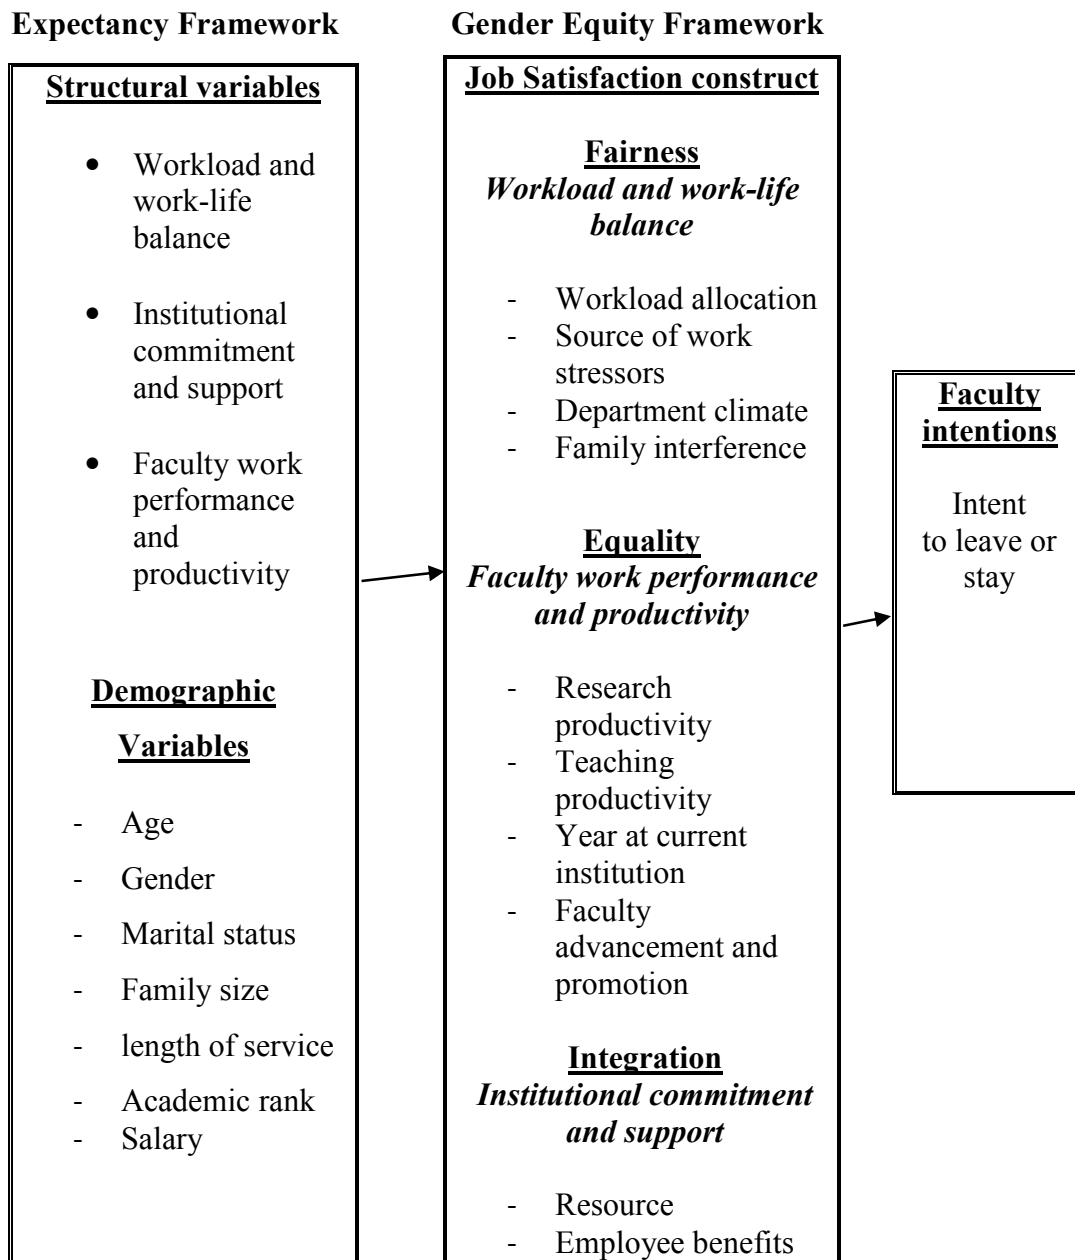 Expectancy Framework
Structural variables
• Workload and
work-life
balance
• Institutional
commitment
and support
• Faculty work
performance
and
productivity
Demographic
Variables
- Age
- Gender
- Marital status
- Family size
- length of service
- Academic rank
- Salary
Gender Equity Framework
Job Satisfaction construct
Fairness
Workload and work-life
balance
- Workload allocation
- Source of work
stressors
- Department climate
- Family interference
Equality
Faculty work performance
and productivity
- Research
productivity
- Teaching
productivity
- Year at current
institution
- Faculty
advancement and
promotion
Integration
Institutional commitment
and support
- Resource
- Employee benefits
Faculty
intentions
Intent
to leave or
stay